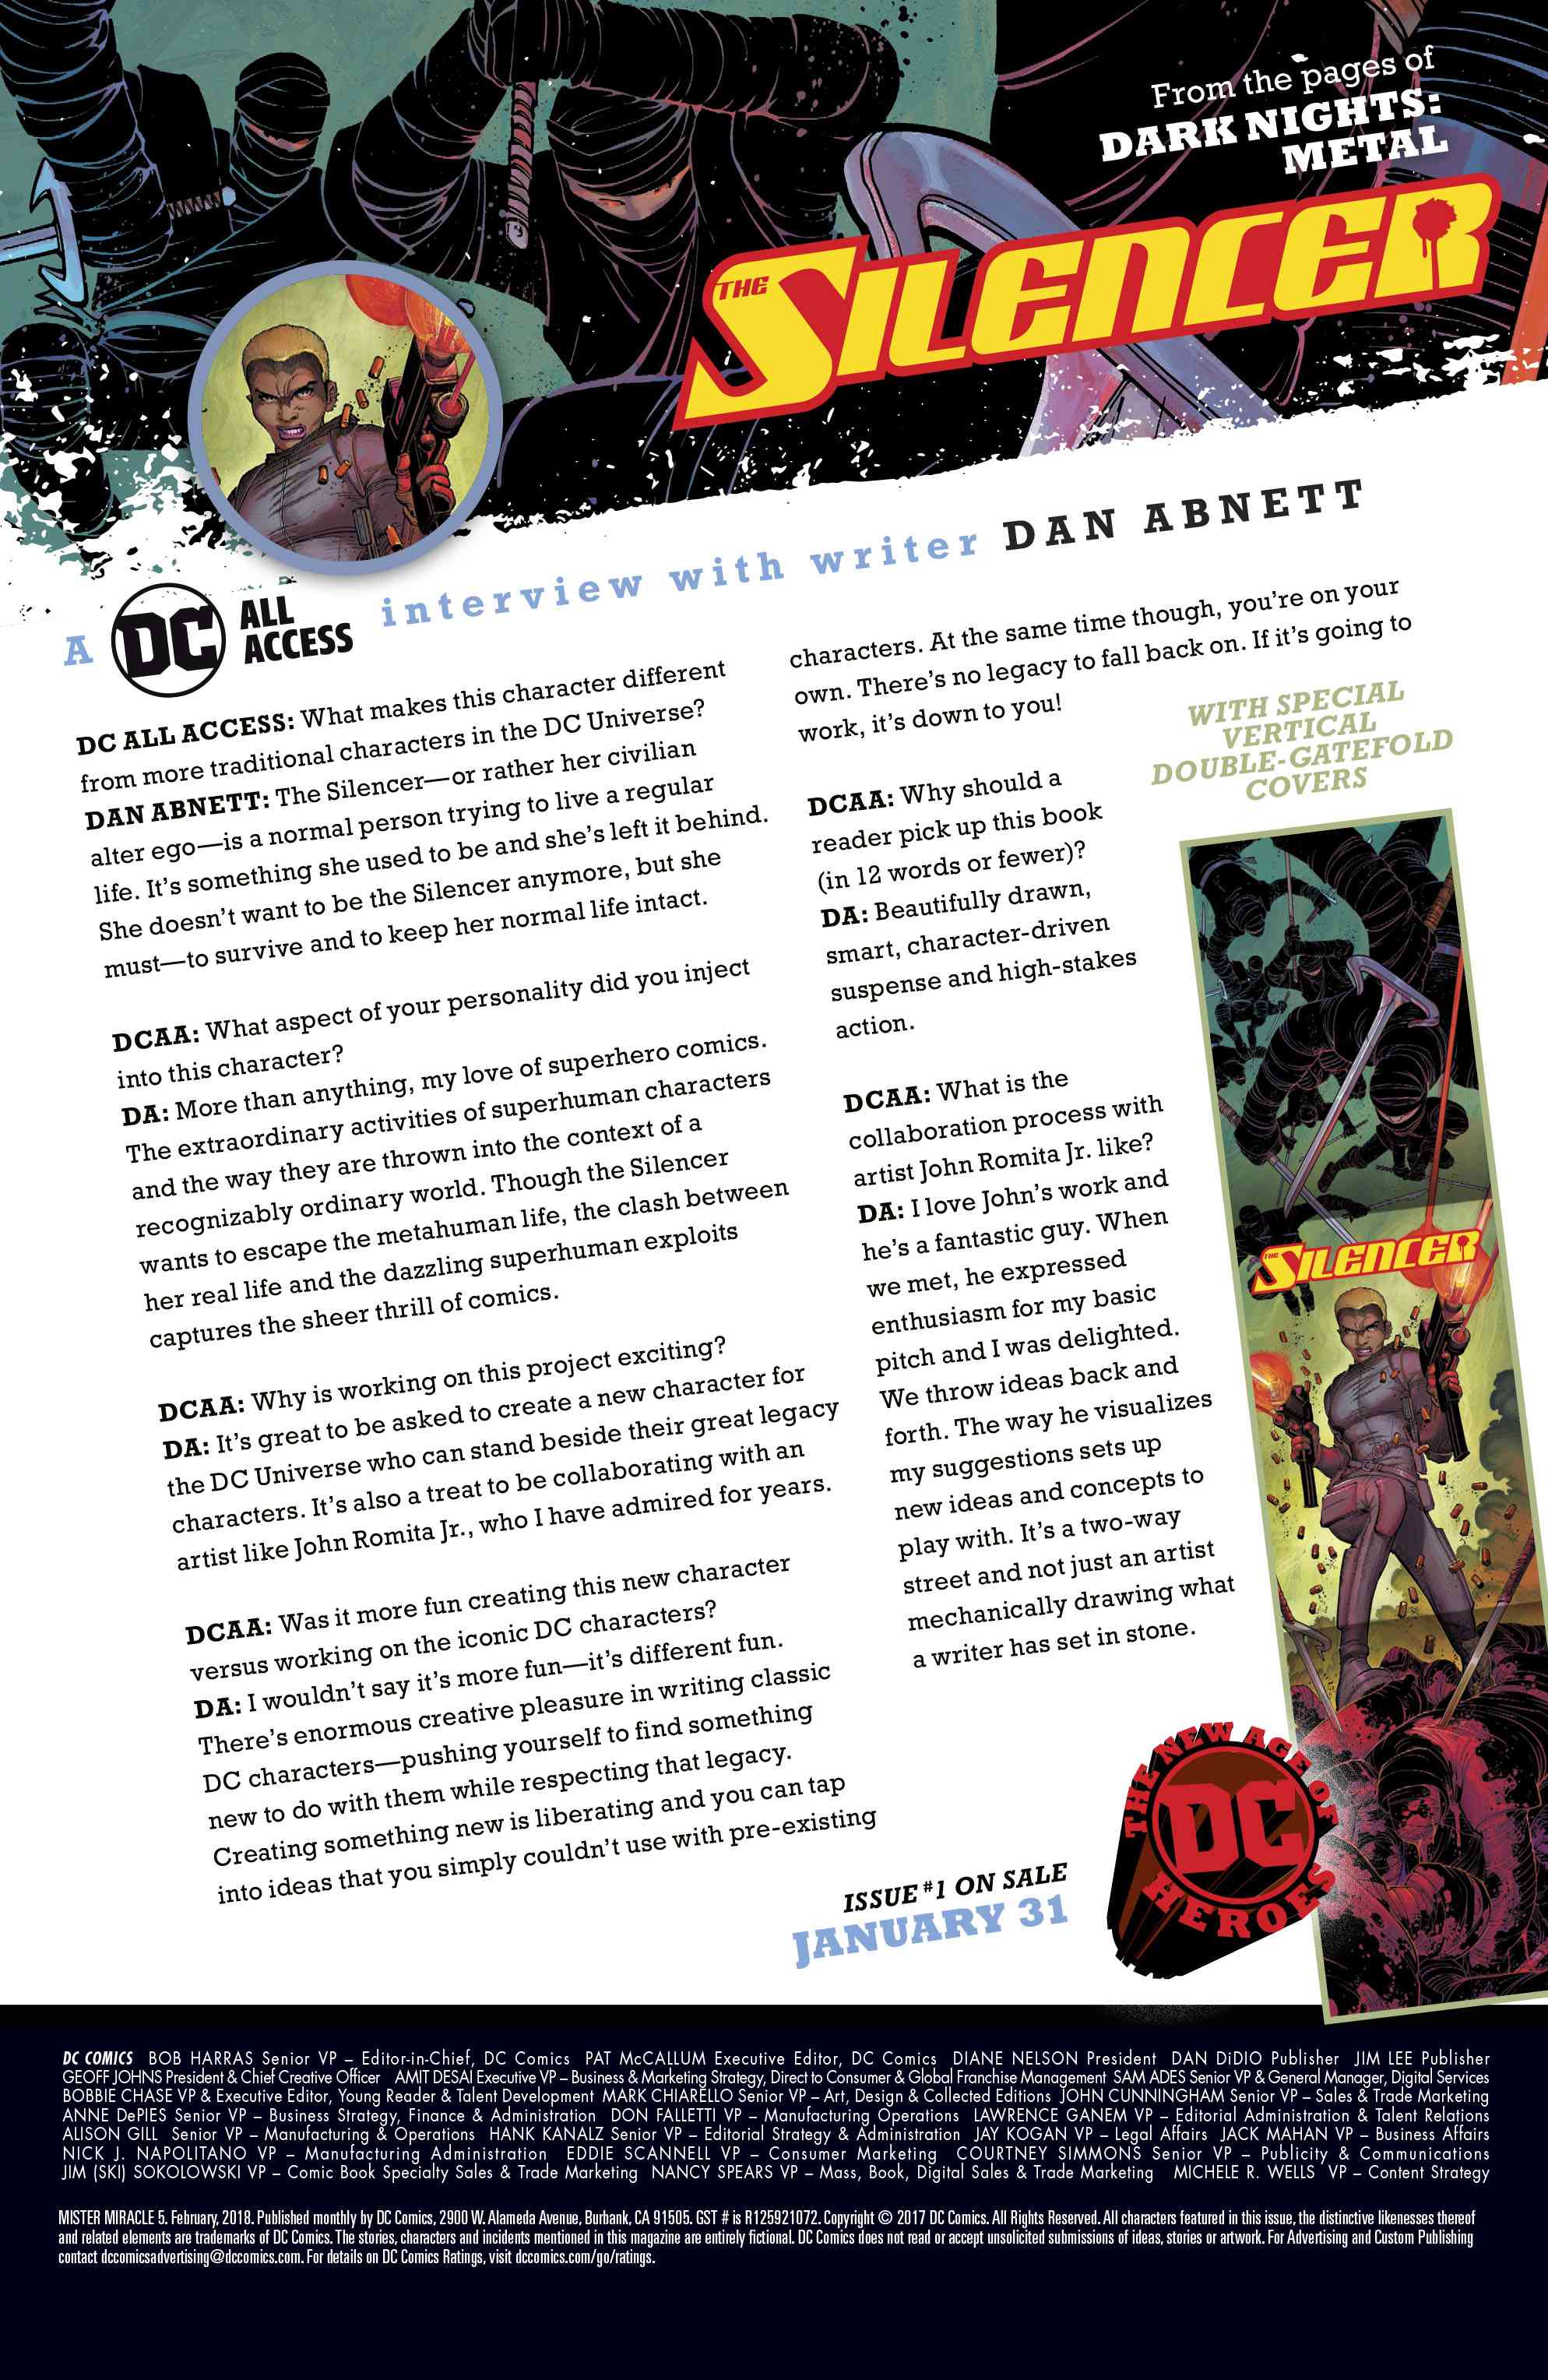 From the pages of
DARK NIGHTS:
METAL
THE SILENCER
A DC ALL ACCESS interview with writer DAN ABNETT
DC ALL ACCESS: What makes this character different
from more traditional characters in the DC Universe?
DAN ABNETT: The Silencer—or rather her civilian
alter ego—is a normal person trying to live a regular
life. It's something she used to be and she's left it behind.
She doesn't want to be the Silencer anymore, but she
must—to survive and to keep her normal life intact.
DCAA: What aspect of your personality did you inject
into this character?
DA: More than anything, my love of superhero comics.
The extraordinary activities of superhuman characters
and the way they are thrown into the context of a
recognizably ordinary world. Though the Silencer
wants to escape the metahuman life, the clash between
her real life and the dazzling superhuman exploits
captures the sheer thrill of comics.
DCAA: Why is working on this project exciting?
DA: It's great to be asked to create a new character for
the DC Universe who can stand beside their great legacy
characters. It's also a treat to be collaborating with an
artist like John Romita Jr., who I have admired for years.
DCAA: Was it more fun creating this new character
versus working on the iconic DC characters?
DA: I wouldn't say it's more fun—it's different fun.
There's enormous creative pleasure in writing classic
DC characters—pushing yourself to find something
new to do with them while respecting that legacy.
Creating something new is liberating and you can tap
into ideas that you simply couldn't use with pre-existing
characters. At the same time though, you're on your
own. There's no legacy to fall back on. If it's going to
work, it's down to you!
DCAA: Why should a
reader pick up this book
(in 12 words or fewer)?
DA: Beautifully drawn,
smart, character-driven
suspense and high-stakes
action.
DCAA: What is the
collaboration process with
artist John Romita Jr. like?
DA: I love John's work and
he's a fantastic guy. When
we met, he expressed
enthusiasm for my basic
pitch and I was delighted.
We throw ideas back and
forth. The way he visualizes
my suggestions sets up
new ideas and concepts to
play with. It's a two-way
street and not just an artist
mechanically drawing what
a writer has set in stone.
WITH SPECIAL
VERTICAL
DOUBLE-GATEFOLD
COVERS
THE SILENCER
THE NEW AGE OF
DC
HEROES
ISSUE #1 ON SALE
JANUARY 31
DC COMICS BOB HARRAS Senior VP – Editor-in-Chief, DC Comics PAT McCALLUM Executive Editor, DC Comics DIANE NELSON President DAN DiDIO Publisher JIM LEE Publisher
GEOFF JOHNS President & Chief Creative Officer AMIT DESAI Executive VP – Business & Marketing Strategy, Direct to Consumer & Global Franchise Management SAM ADES Senior VP & General Manager, Digital Services
BOBBIE CHASE VP & Executive Editor, Young Reader & Talent Development MARK CHIARELLO Senior VP – Art, Design & Collected Editions JOHN CUNNINGHAM Senior VP – Sales & Trade Marketing
ANNE DePIES Senior VP – Business Strategy, Finance & Administration DON FALLETTI VP – Manufacturing Operations LAWRENCE GANEM VP – Editorial Administration & Talent Relations
ALISON GILL Senior VP – Manufacturing & Operations HANK KANALZ Senior VP – Editorial Strategy & Administration JAY KOGAN VP – Legal Affairs JACK MAHAN VP – Business Affairs
NICK J. NAPOLITANO VP – Manufacturing Administration EDDIE SCANNELL VP – Consumer Marketing COURTNEY SIMMONS Senior VP – Publicity & Communications
JIM (SKI) SOKOLOWSKI VP – Comic Book Specialty Sales & Trade Marketing NANCY SPEARS VP – Mass, Book, Digital Sales & Trade Marketing MICHELE R. WELLS VP – Content Strategy
MISTER MIRACLE 5. February, 2018. Published monthly by DC Comics, 2900 W. Alameda Avenue, Burbank, CA 91505. GST # is R125921072. Copyright © 2017 DC Comics. All Rights Reserved. All characters featured in this issue, the distinctive likenesses thereof
and related elements are trademarks of DC Comics. The stories, characters and incidents mentioned in this magazine are entirely fictional. DC Comics does not read or accept unsolicited submissions of ideas, stories or artwork. For Advertising and Custom Publishing
contact dccomicsadvertising@dccomics.com. For details on DC Comics Ratings, visit dccomics.com/go/ratings.